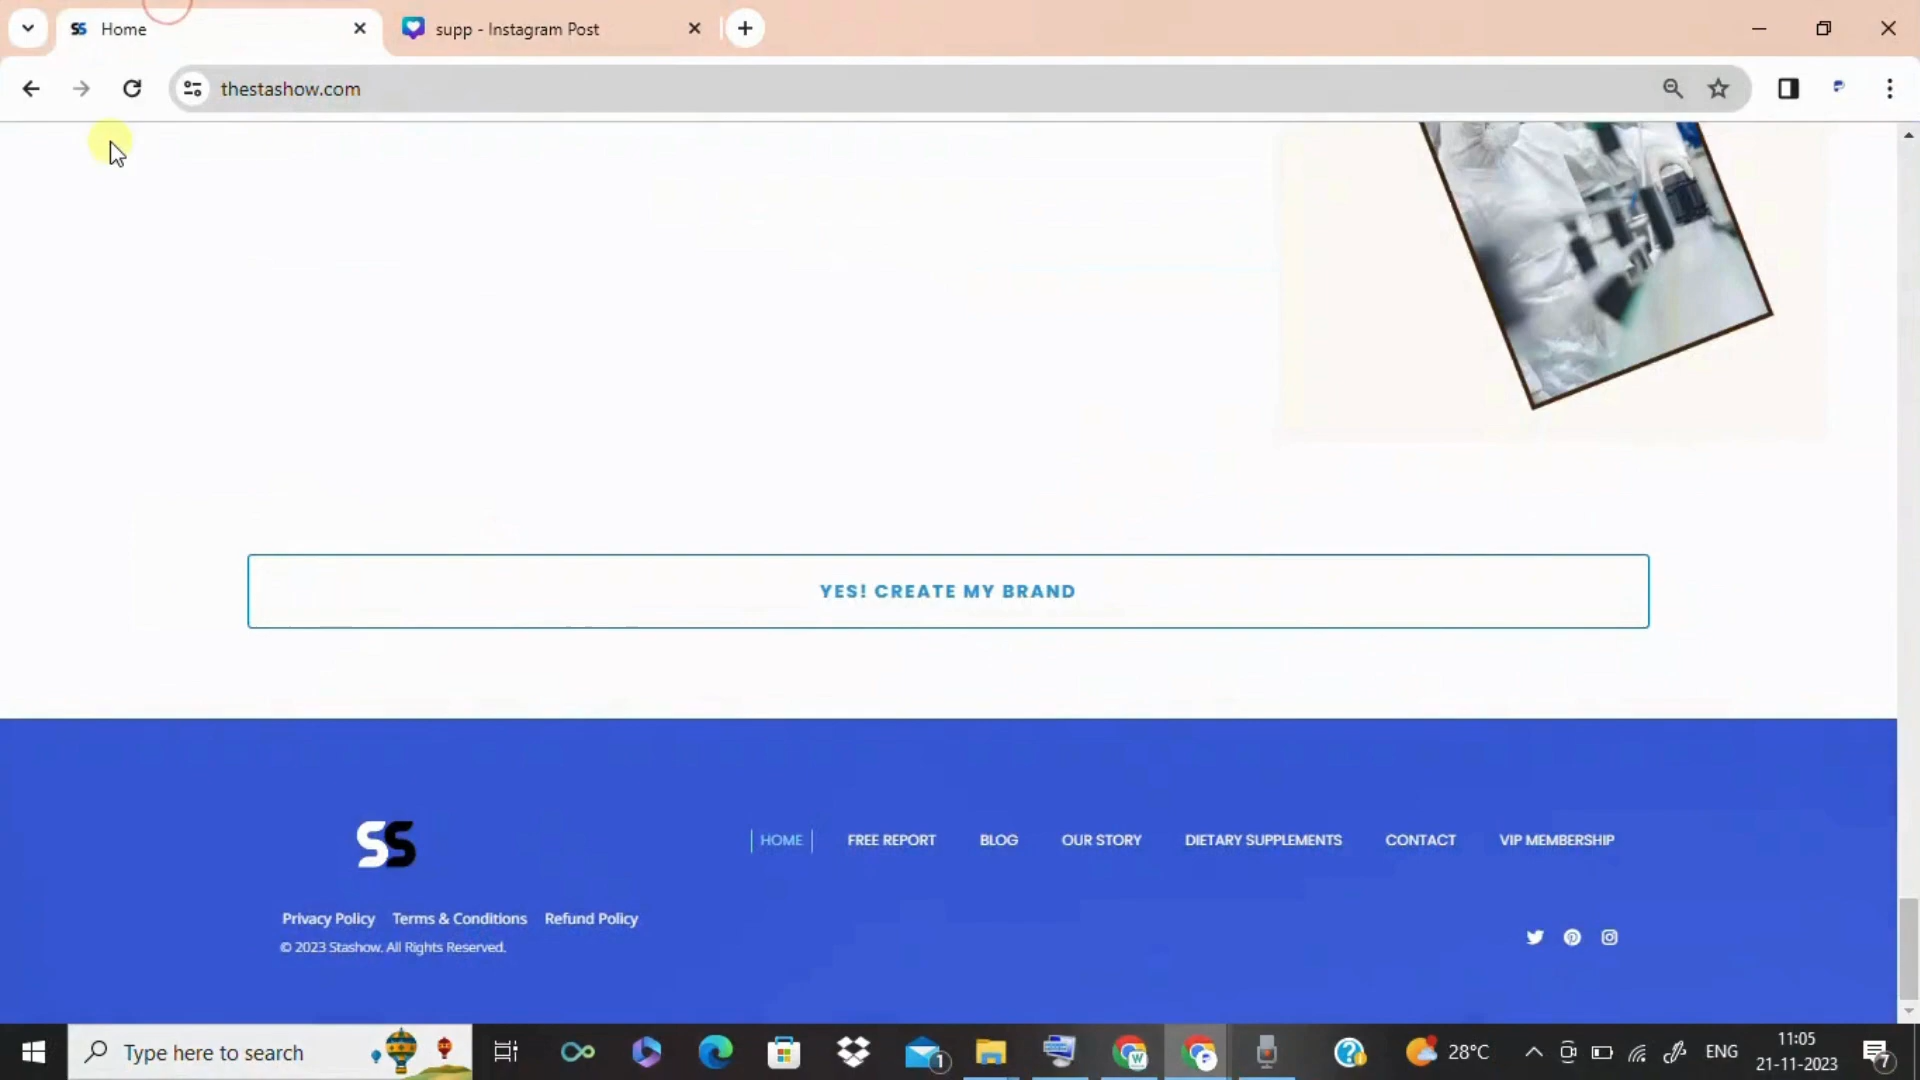 Home
supp - Instagram Post
thestashow.com
YES! CREATE MY BRAND
SS
HOME
FREE REPORT
BLOG
OUR STORY
DIETARY SUPPLEMENTS
CONTACT
VIP MEMBERSHIP
Privacy Policy
Terms & Conditions
Refund Policy
© 2023 Stashow. All Rights Reserved.
Type here to search
1
W
28°C
ENG
11:05
21-11-2023
7